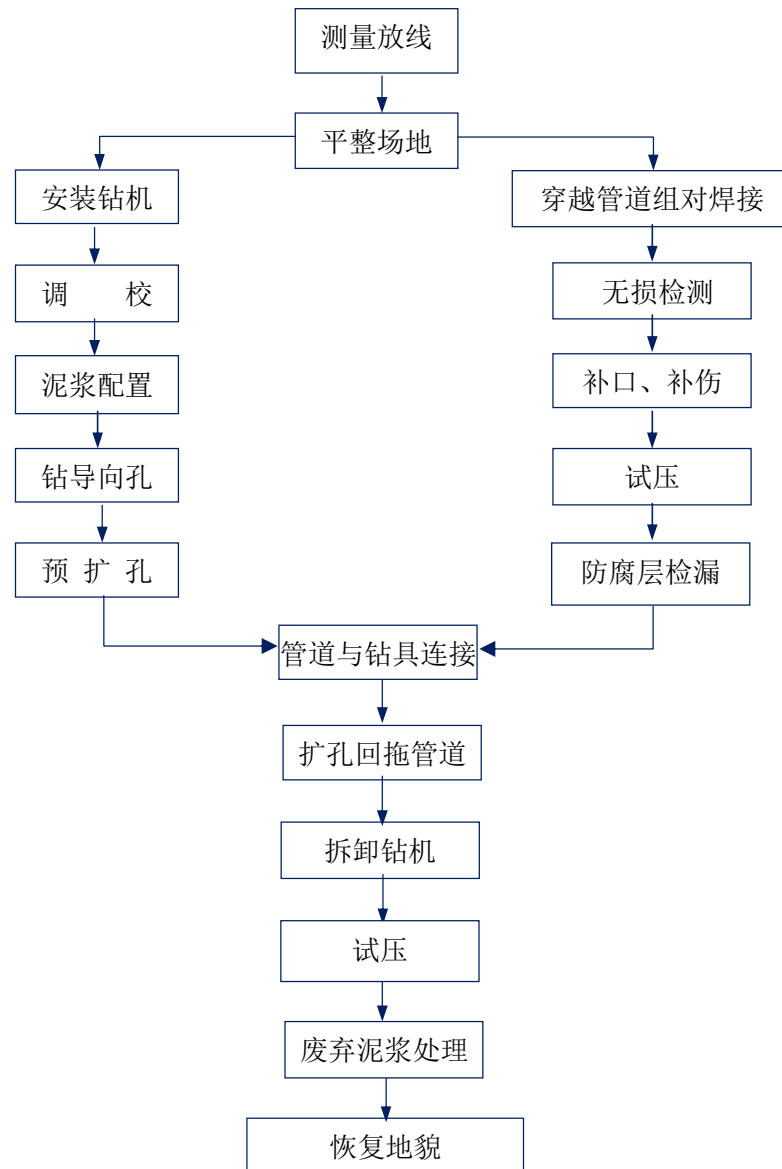 测量放线
平整场地
安装钻机
穿越管道组对焊接
调 校
无损检测
泥浆配置
补口、补伤
钻导向孔
试压
预 扩 孔
防腐层检漏
管道与钻具连接
扩孔回拖管道
拆卸钻机
试压
废弃泥浆处理
恢复地貌